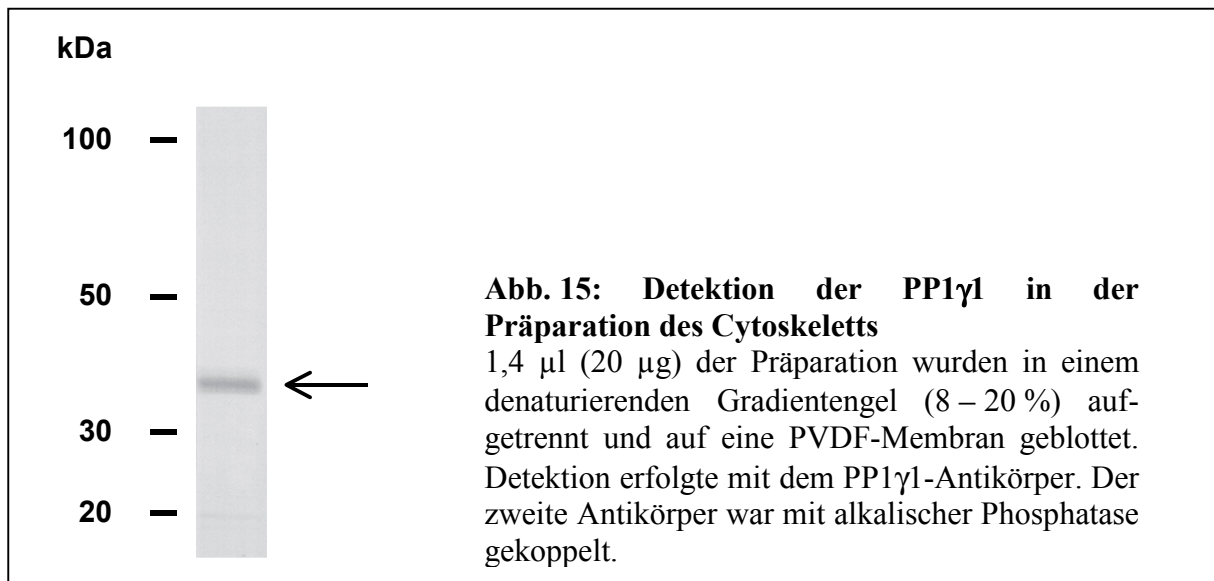 kDa
100
50
30
20
Abb. 15: Detektion der PP1γ1 in der
Präparation des Cytoskeletts
1,4 µl (20 µg) der Präparation wurden in einem
denaturierenden Gradientengel (8 – 20 %) auf-
getrennt und auf eine PVDF-Membran geblottet.
Detektion erfolgte mit dem PP1γ1-Antikörper. Der
zweite Antikörper war mit alkalischer Phosphatase
gekoppelt.